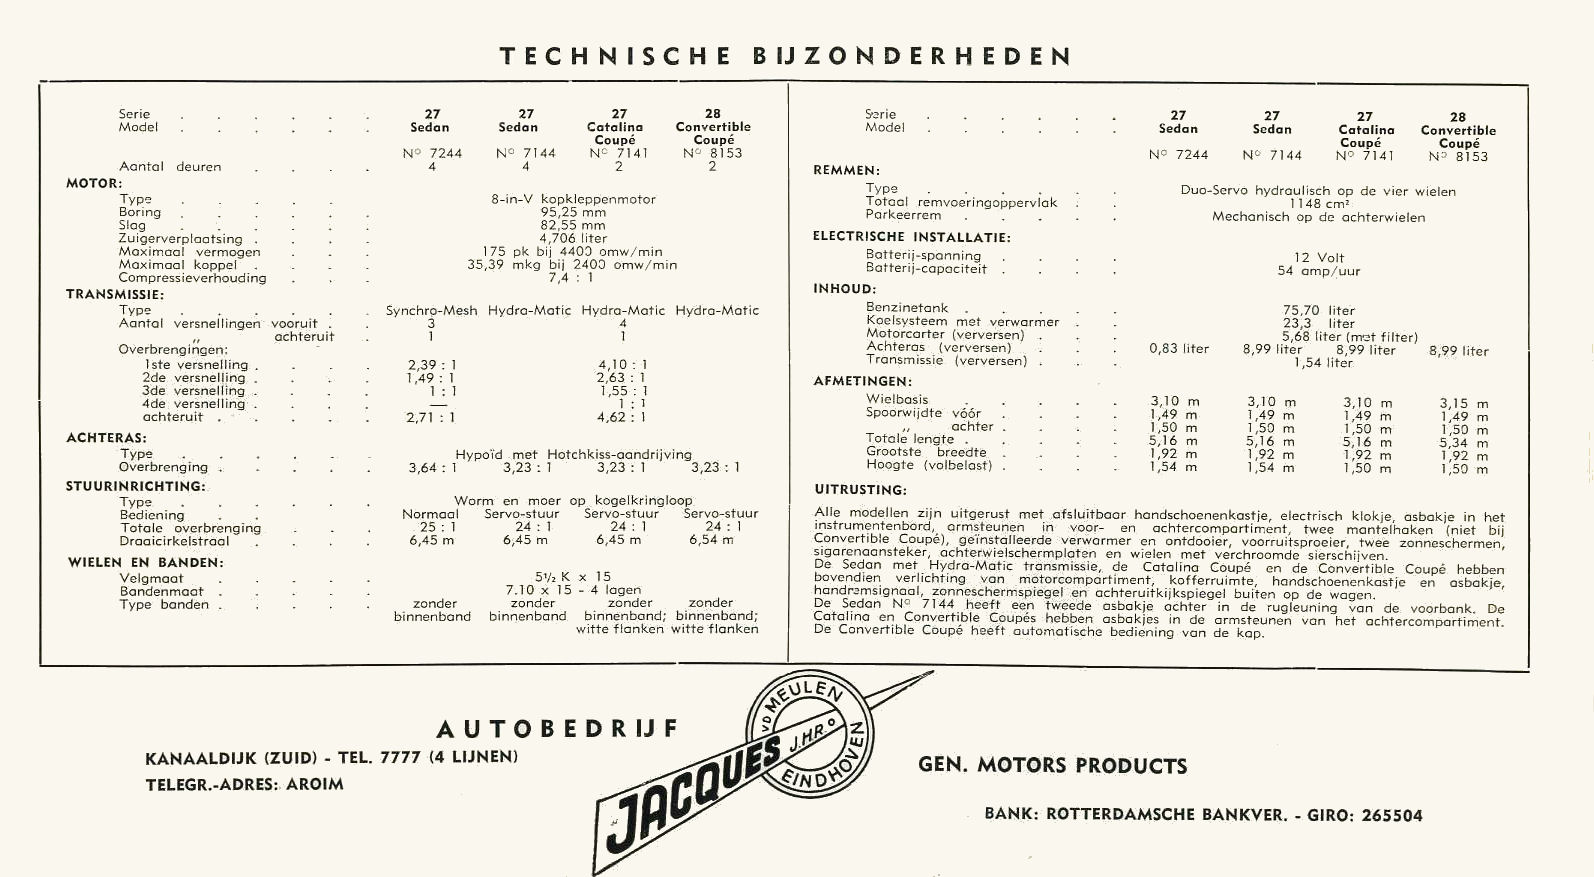 TECHNISCHE BIJZONDERHEDEN
Serie . . . . . . 27 27 27 28
Model . . . . . . Sedan Sedan Catalina Convertible
Coupé Coupé
Nº 7244 Nº 7144 Nº 7141 Nº 8153
Aantal deuren . . . . 4 4 2 2
MOTOR:
Type . . . . . . 8-in-V kopkleppenmotor
Boring . . . . . . 95,25 mm
Slag . . . . . . 82,55 mm
Zuigerverplaatsing . . . . 4,706 liter
Maximaal vermogen . . . 175 pk bij 4400 omw/min
Maximaal koppel . . . . 35,39 mkg bij 2400 omw/min
Compressieverhouding . . . 7,4 : 1
TRANSMISSIE:
Type . . . . . . Synchro-Mesh Hydra-Matic Hydra-Matic Hydra-Matic
Aantal versnellingen vooruit . . 3 4
„ achteruit . 1 1
Overbrengingen:
1ste versnelling . . . . 2,39 : 1 4,10 : 1
2de versnelling . . . . 1,49 : 1 2,63 : 1
3de versnelling . . . . 1 : 1 1,55 : 1
4de versnelling . . . . — 1 : 1
achteruit . . . . . 2,71 : 1 4,62 : 1
ACHTERAS:
Type . . . . . . Hypoïd met Hotchkiss-aandrijving
Overbrenging . . . . . 3,64 : 1 3,23 : 1 3,23 : 1 3,23 : 1
STUURINRICHTING:
Type . . . . . . Worm en moer op kogelkringloop
Bediening . . . . . Normaal Servo-stuur Servo-stuur Servo-stuur
Totale overbrenging . . . . 25 : 1 24 : 1 24 : 1 24 : 1
Draaicirkelstraal . . . . 6,45 m 6,45 m 6,45 m 6,54 m
WIELEN EN BANDEN:
Velgmaat . . . . . 5½ K x 15
Bandenmaat . . . . . 7.10 x 15 - 4 lagen
Type banden . . . . . zonder zonder zonder zonder
binnenband binnenband binnenband; binnenband;
witte flanken witte flanken
Serie . . . . . . 27 27 27 28
Model . . . . . . Sedan Sedan Catalina Convertible
Coupé Coupé
Nº 7244 Nº 7144 Nº 7141 Nº 8153
REMMEN:
Type . . . . . . Duo-Servo hydraulisch op de vier wielen
Totaal remvoeringoppervlak . . 1148 cm²
Parkeerrem . . . . . Mechanisch op de achterwielen
ELECTRISCHE INSTALLATIE:
Batterij-spanning . . . . 12 Volt
Batterij-capaciteit . . . . 54 amp/uur
INHOUD:
Benzinetank . . . . . 75,70 liter
Koelsysteem met verwarmer . . 23,3 liter
Motorcarter (verversen) . . . 5,68 liter (met filter)
Achteras (verversen) . . . 0,83 liter 8,99 liter 8,99 liter 8,99 liter
Transmissie (verversen) . . . 1,54 liter
AFMETINGEN:
Wielbasis . . . . . 3,10 m 3,10 m 3,10 m 3,15 m
Spoorwijdte vóór . . . . 1,49 m 1,49 m 1,49 m 1,49 m
„ achter . . . . 1,50 m 1,50 m 1,50 m 1,50 m
Totale lengte . . . . . 5,16 m 5,16 m 5,16 m 5,34 m
Grootste breedte . . . . 1,92 m 1,92 m 1,92 m 1,92 m
Hoogte (volbelast) . . . . 1,54 m 1,54 m 1,50 m 1,50 m
UITRUSTING:
Alle modellen zijn uitgerust met afsluitbaar handschoenenkastje, electrisch klokje, asbakje in het
instrumentenbord, armsteunen in voor- en achtercompartiment, twee mantelhaken (niet bij
Convertible Coupé), geïnstalleerde verwarmer en ontdooier, voorruitsproeier, twee zonneschermen,
sigarenaansteker, achterwielschermplaten en wielen met verchroomde sierschijven.
De Sedan met Hydra-Matic transmissie, de Catalina Coupé en de Convertible Coupé hebben
bovendien verlichting van motorcompartiment, kofferruimte, handschoenenkastje en asbakje,
handremsignaal, zonneschermspiegel en achteruitkijkspiegel buiten op de wagen.
De Sedan Nº 7144 heeft een tweede asbakje achter in de rugleuning van de voorbank. De
Catalina en Convertible Coupés hebben asbakjes in de armsteunen van het achtercompartiment.
De Convertible Coupé heeft automatische bediening van de kap.
AUTOBEDRIJF
KANAALDIJK (ZUID) - TEL. 7777 (4 LIJNEN)
TELEGR.-ADRES: AROIM
VD MEULEN
JACQUES J.HR.º
EINDHOVEN
GEN. MOTORS PRODUCTS
BANK: ROTTERDAMSCHE BANKVER. - GIRO: 265504